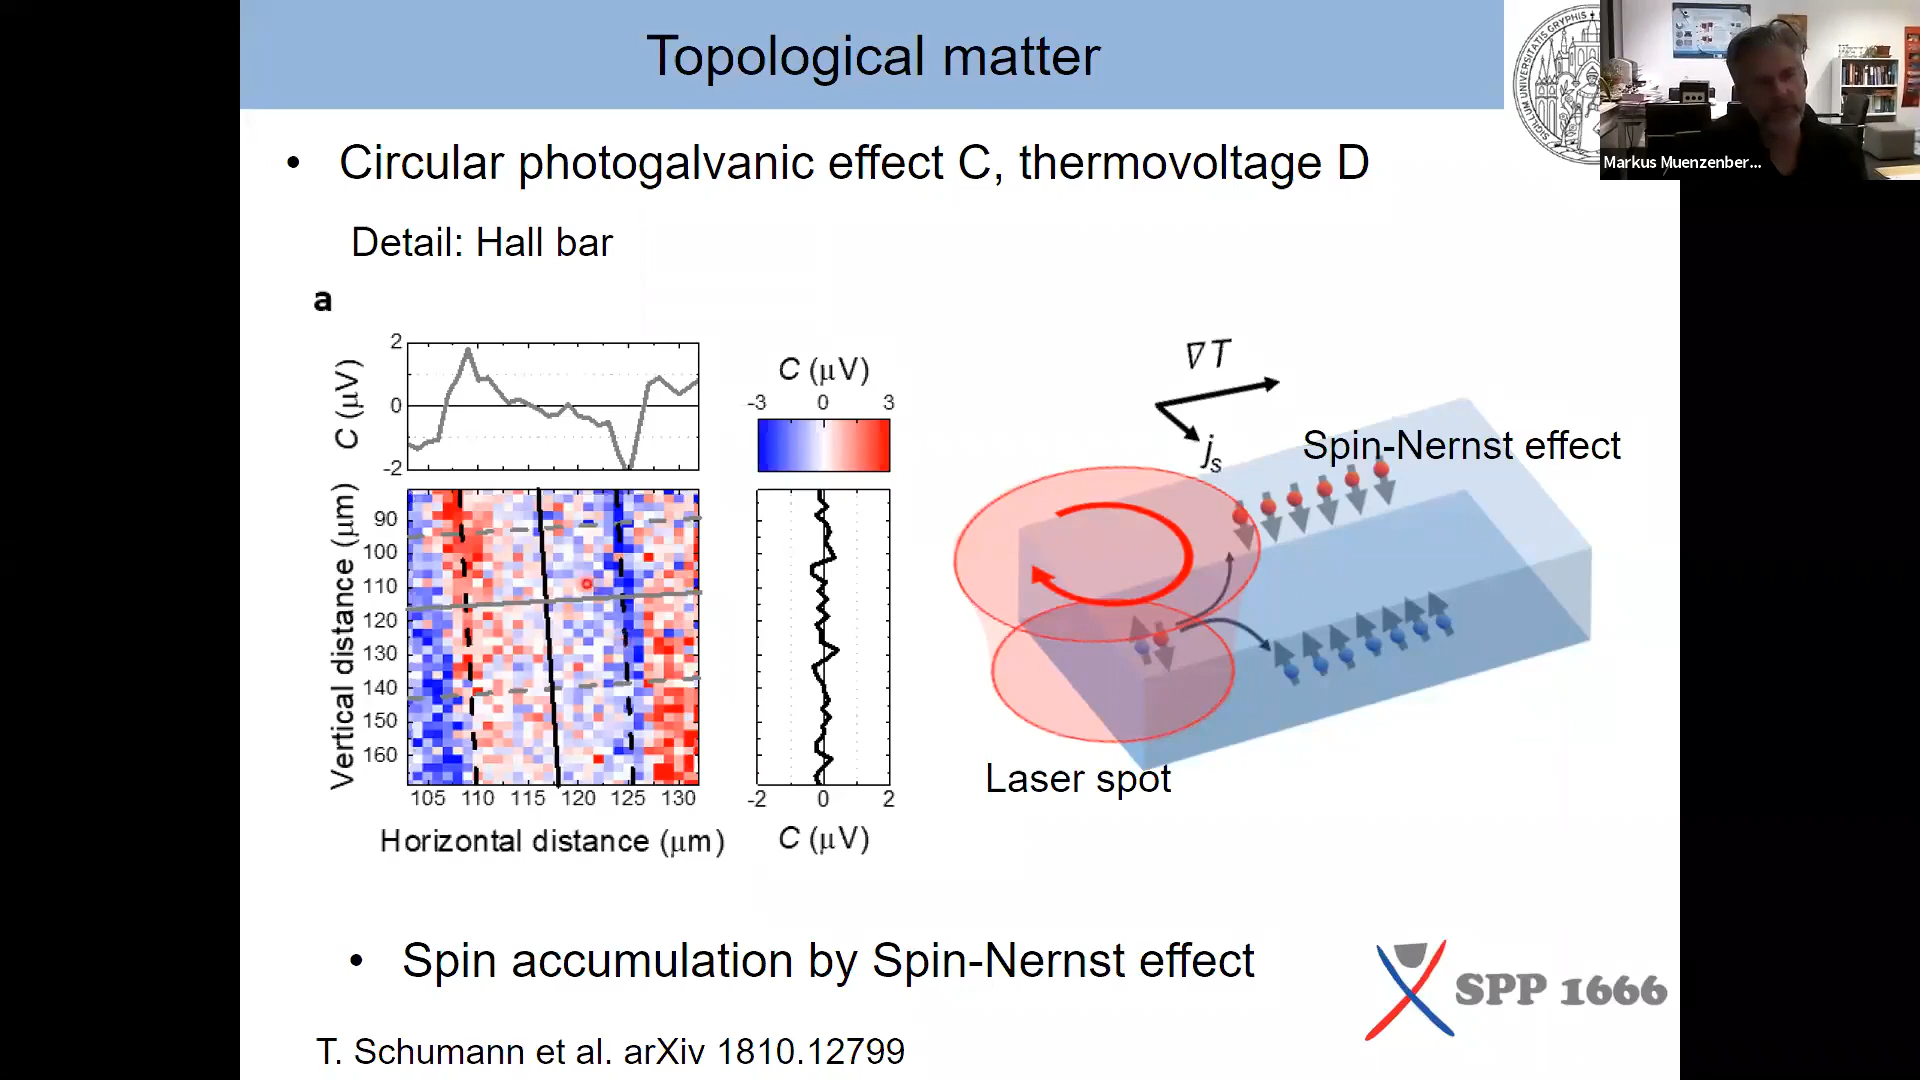 Topological matter
SIGILLUM UNIVERSITATIS GRYPHIS
Markus Muenzenber...
• Circular photogalvanic effect C, thermovoltage D
Detail: Hall bar
a
C (μV)
2
0
-2
C (μV)
-3 0 3
Vertical distance (μm)
90
100
110
120
130
140
150
160
105 110 115 120 125 130
Horizontal distance (μm)
-2 0 2
C (μV)
∇T
js
Spin-Nernst effect
Laser spot
• Spin accumulation by Spin-Nernst effect
SPP 1666
T. Schumann et al. arXiv 1810.12799